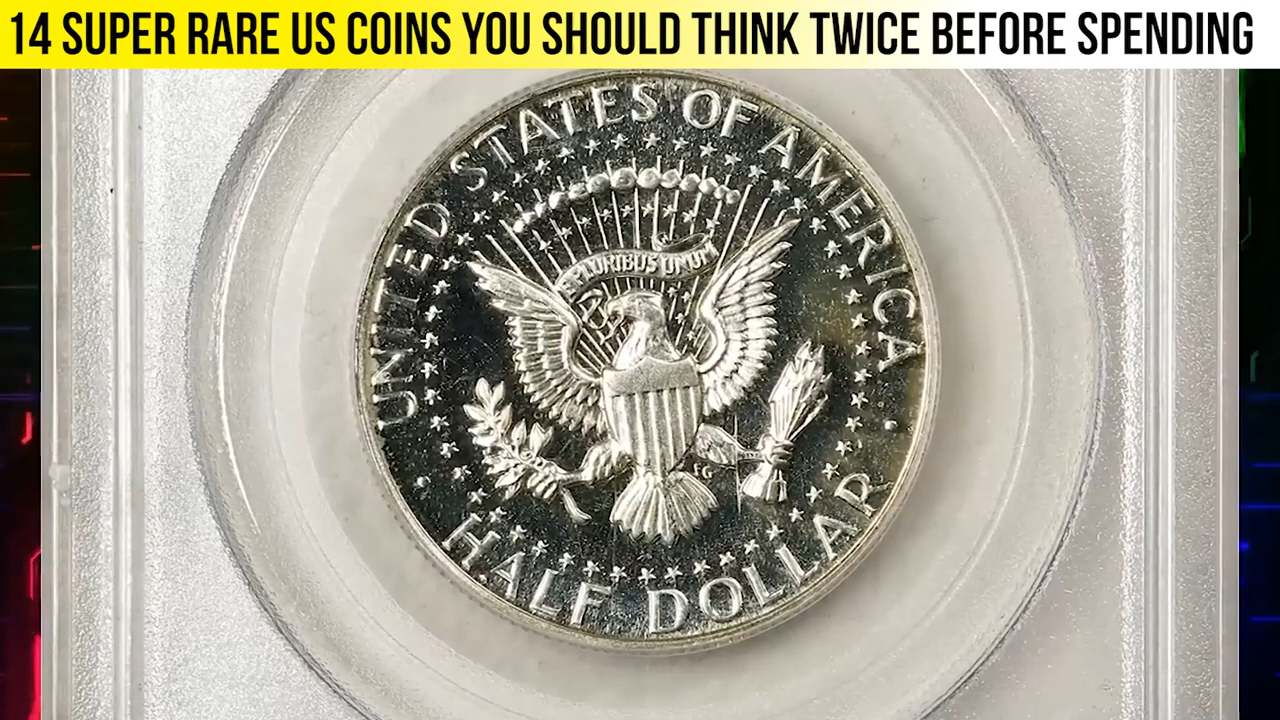 14 SUPER RARE US COINS YOU SHOULD THINK TWICE BEFORE SPENDING
UNITED STATES OF AMERICA
PLURIBUS UNUM
FG
HALF DOLLAR